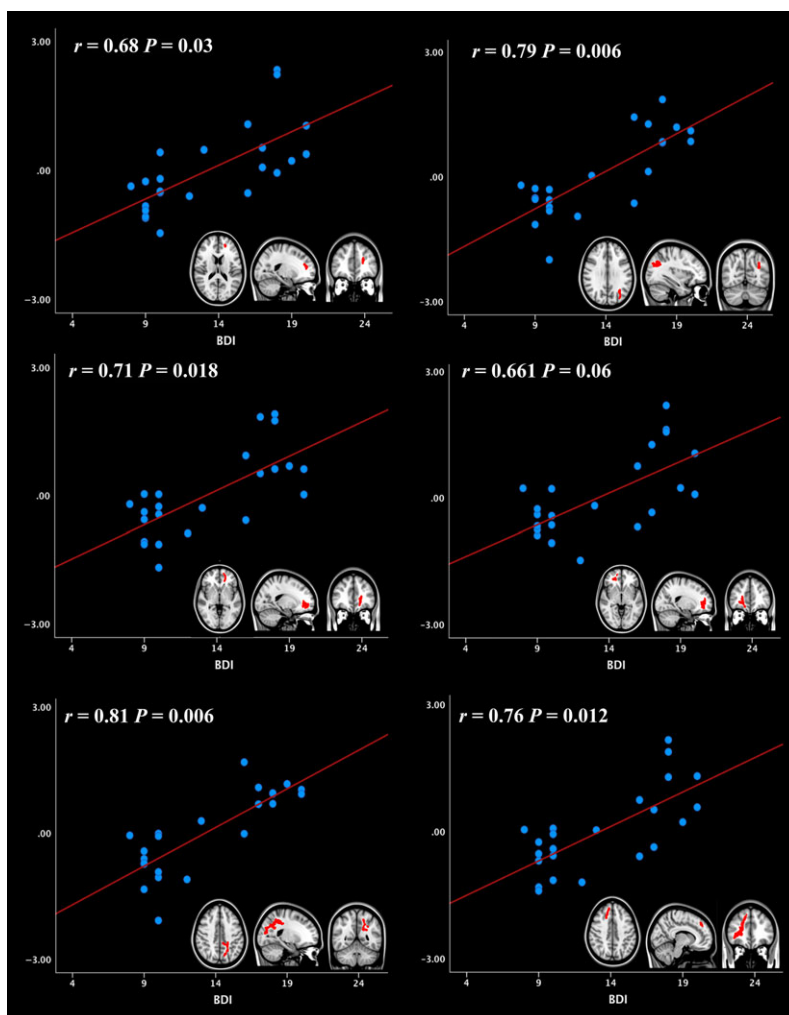 r = 0.68 P = 0.03
3.00
.00
−3.00
4 9 14 19 24
BDI
r = 0.79 P = 0.006
3.00
.00
−3.00
4 9 14 19 24
BDI
r = 0.71 P = 0.018
3.00
.00
−3.00
4 9 14 19 24
BDI
r = 0.661 P = 0.06
3.00
.00
−3.00
4 9 14 19 24
BDI
r = 0.81 P = 0.006
3.00
.00
−3.00
4 9 14 19 24
BDI
r = 0.76 P = 0.012
3.00
.00
−3.00
4 9 14 19 24
BDI